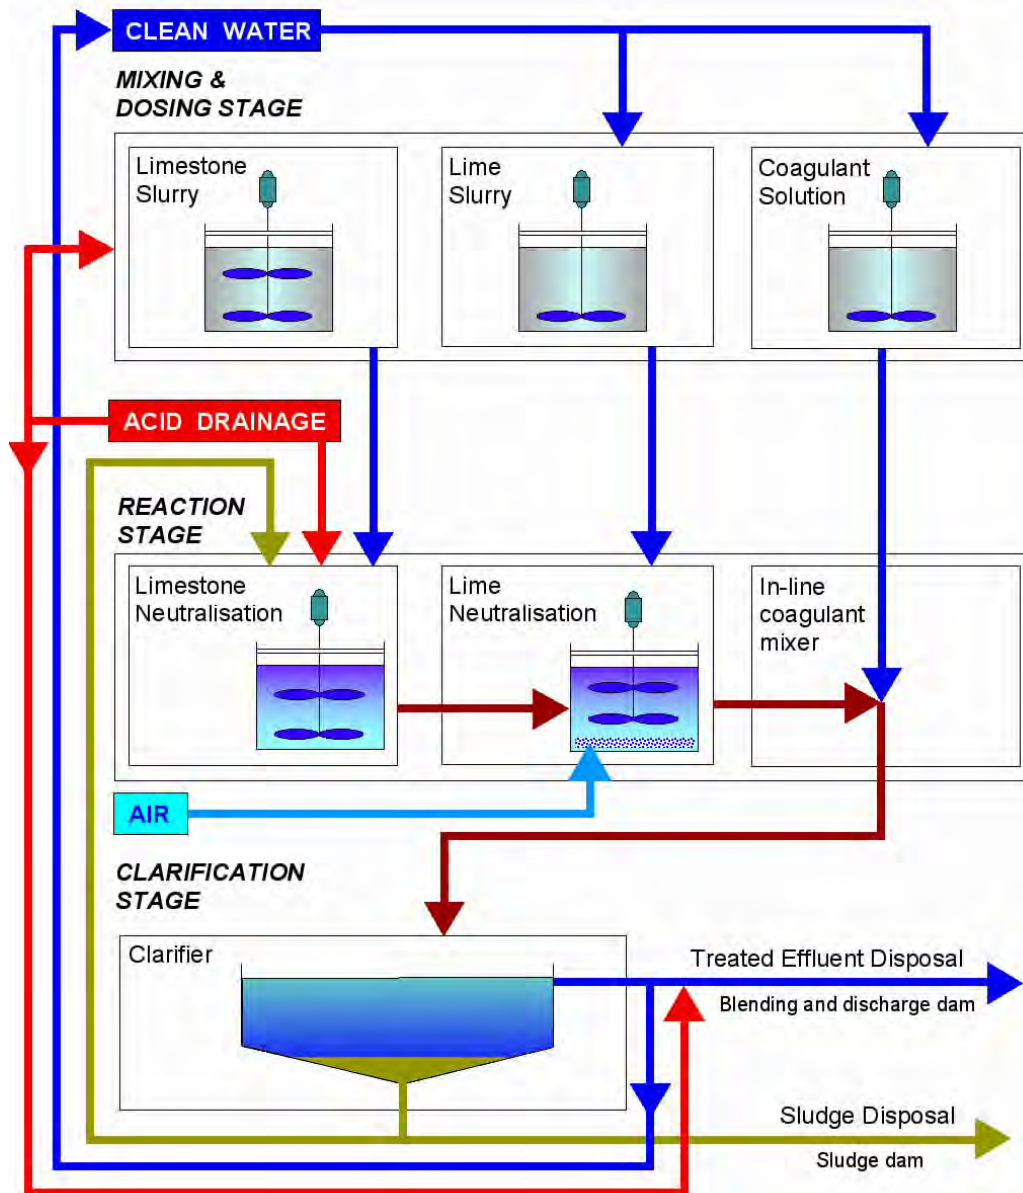 CLEAN WATER
MIXING &
DOSING STAGE
Limestone
Slurry
Lime
Slurry
Coagulant
Solution
ACID DRAINAGE
REACTION
STAGE
Limestone
Neutralisation
Lime
Neutralisation
In-line
coagulant
mixer
AIR
CLARIFICATION
STAGE
Clarifier
Treated Effluent Disposal
Blending and discharge dam
Sludge Disposal
Sludge dam